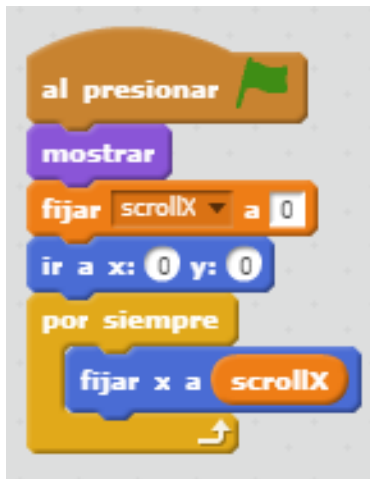 al presionar
mostrar
fijar scrollX a 0
ir a x: 0 y: 0
por siempre
fijar x a scrollX